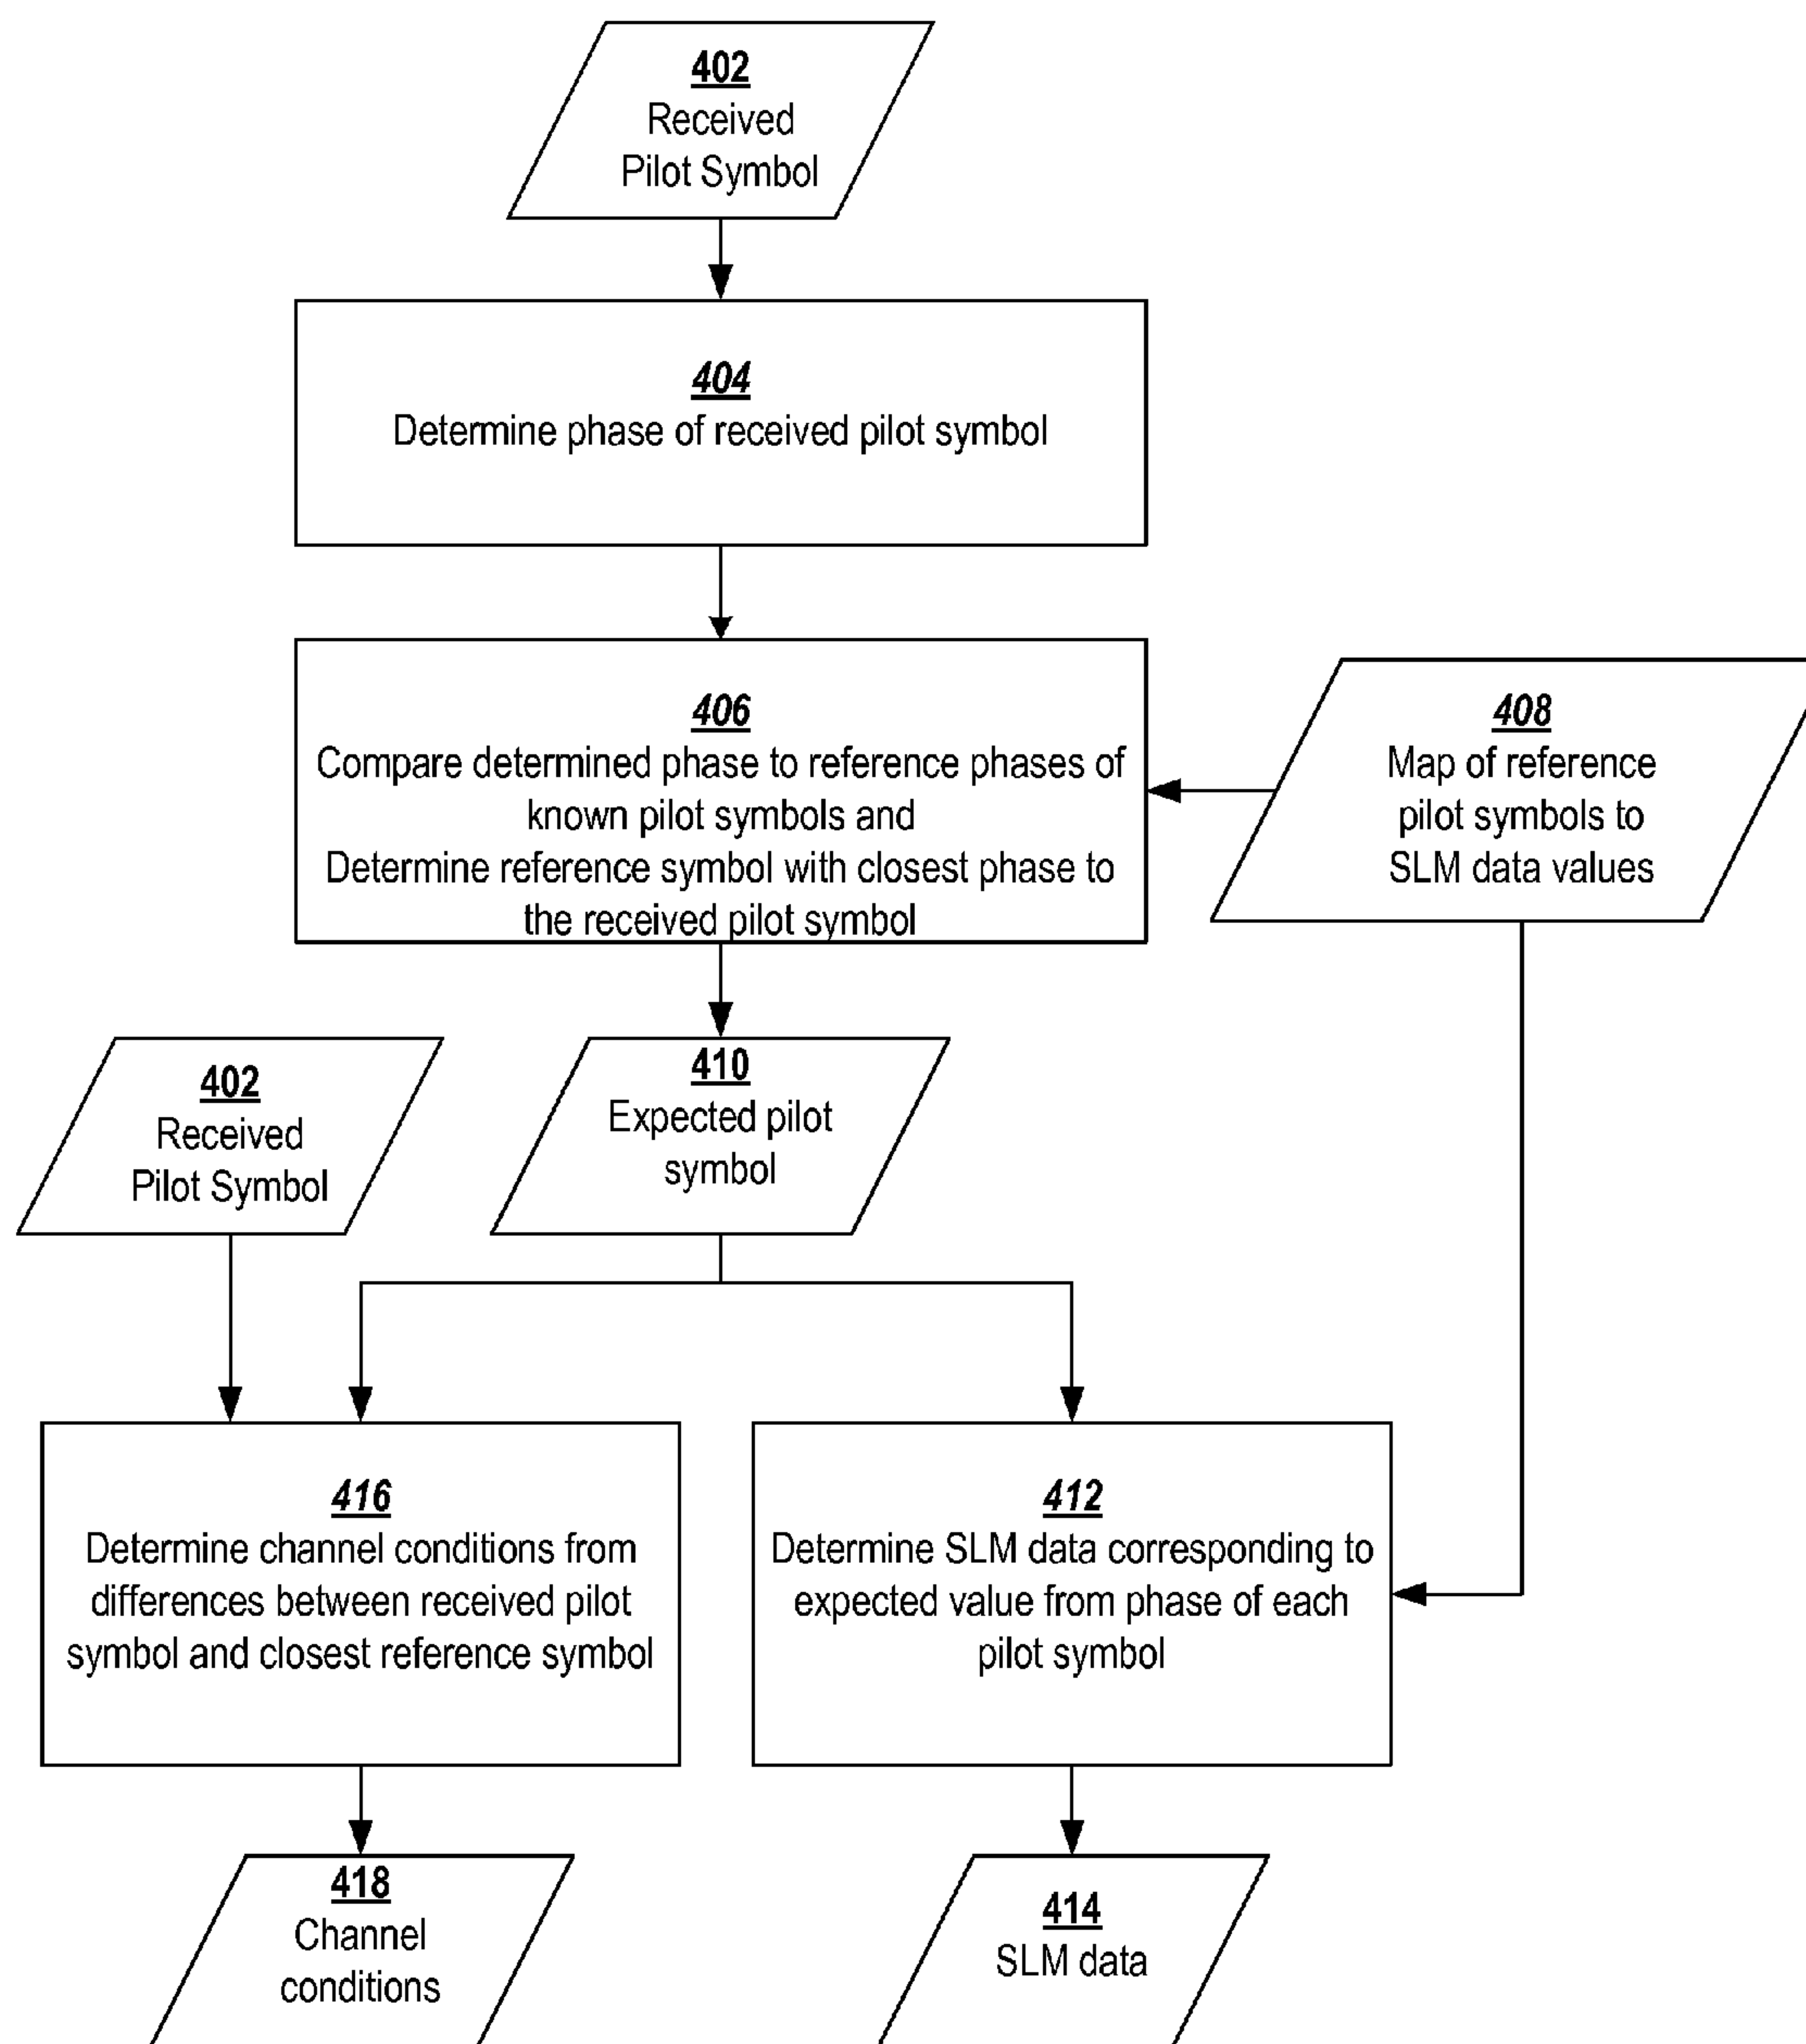 402
Received
Pilot Symbol
404
Determine phase of received pilot symbol
406
Compare determined phase to reference phases of
known pilot symbols and
Determine reference symbol with closest phase to
the received pilot symbol
408
Map of reference
pilot symbols to
SLM data values
402
Received
Pilot Symbol
410
Expected pilot
symbol
416
Determine channel conditions from
differences between received pilot
symbol and closest reference symbol
412
Determine SLM data corresponding to
expected value from phase of each
pilot symbol
418
Channel
conditions
414
SLM data